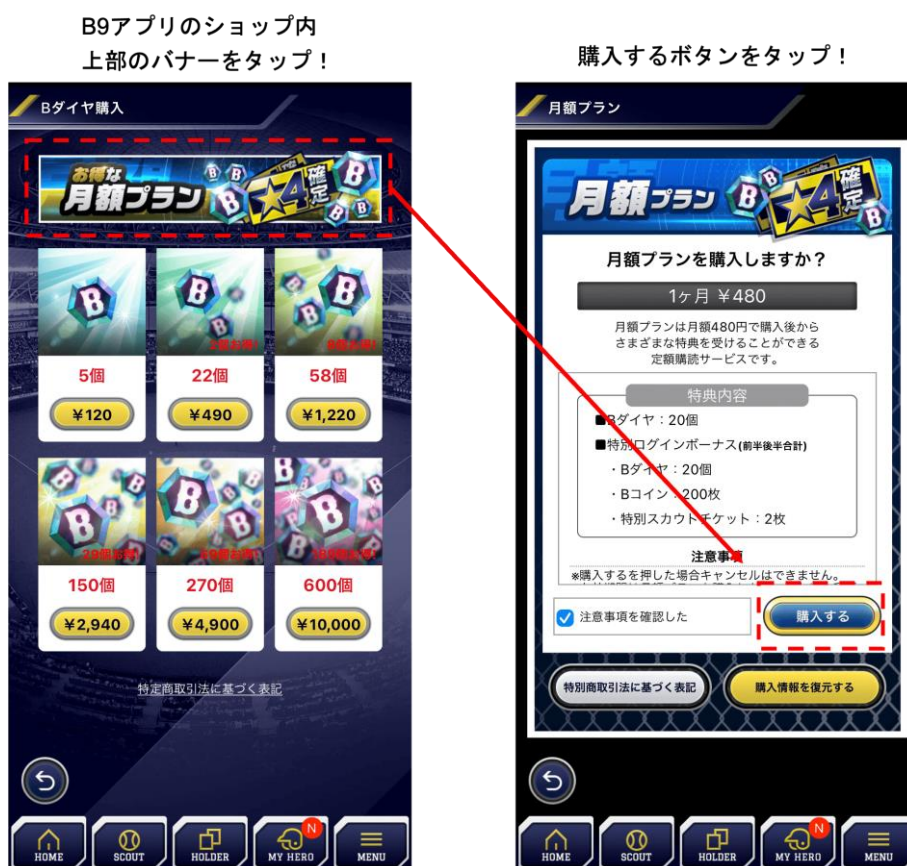 B9アプリのショップ内
上部のバナーをタップ！
Bダイヤ購入
お得な
月額プラン
★4
確定
5個
22個
58個
¥120
¥490
¥1,220
150個
270個
600個
¥2,940
¥4,900
¥10,000
特定商取引法に基づく表記
HOME
SCOUT
HOLDER
MY HERO
N
MENU
購入するボタンをタップ！
月額プラン
月額プラン
★4
確定
月額プランを購入しますか？
1ヶ月 ¥480
月額プランは月額480円で購入後から
さまざまな特典を受けることができる
定額購読サービスです。
特典内容
■Bダイヤ：20個
■特別ログインボーナス(前半後半合計)
・Bダイヤ：20個
・Bコイン：200枚
・特別スカウトチケット：2枚
注意事項
※購入するを押した場合キャンセルはできません。
注意事項を確認した
購入する
特別商取引法に基づく表記
購入情報を復元する
HOME
SCOUT
HOLDER
MY HERO
N
MENU